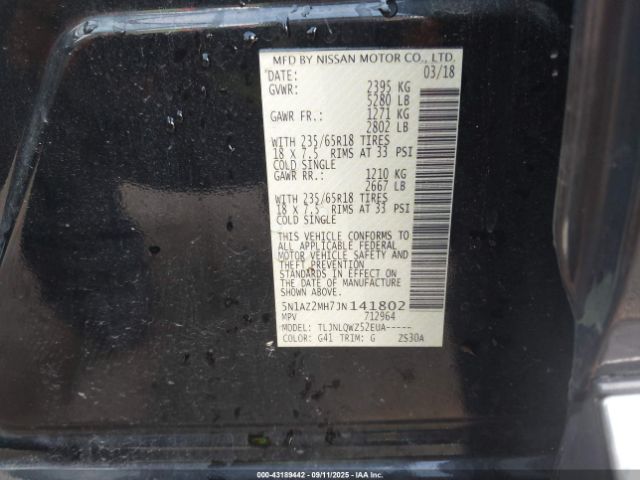 MFD BY NISSAN MOTOR CO., LTD.
DATE: 03/18
GVWR: 2395 KG
5280 LB
GAWR FR.: 1271 KG
2802 LB
WITH 235/65R18 TIRES
18 X 7.5 RIMS AT 33 PSI
COLD SINGLE
GAWR RR.: 1210 KG
2667 LB
WITH 235/65R18 TIRES
18 X 7.5 RIMS AT 33 PSI
COLD SINGLE
THIS VEHICLE CONFORMS TO
ALL APPLICABLE FEDERAL
MOTOR VEHICLE SAFETY AND
THEFT PREVENTION
STANDARDS IN EFFECT ON
THE DATE OF MANUFACTURE
SHOWN ABOVE.
5N1AZ2MH7JN141802
MPV 712964
MODEL: TLJNLQWZ52EUA-----
COLOR: G41 TRIM: G ZS30A
000-43189442 - 09/11/2025 - IAAI.COM